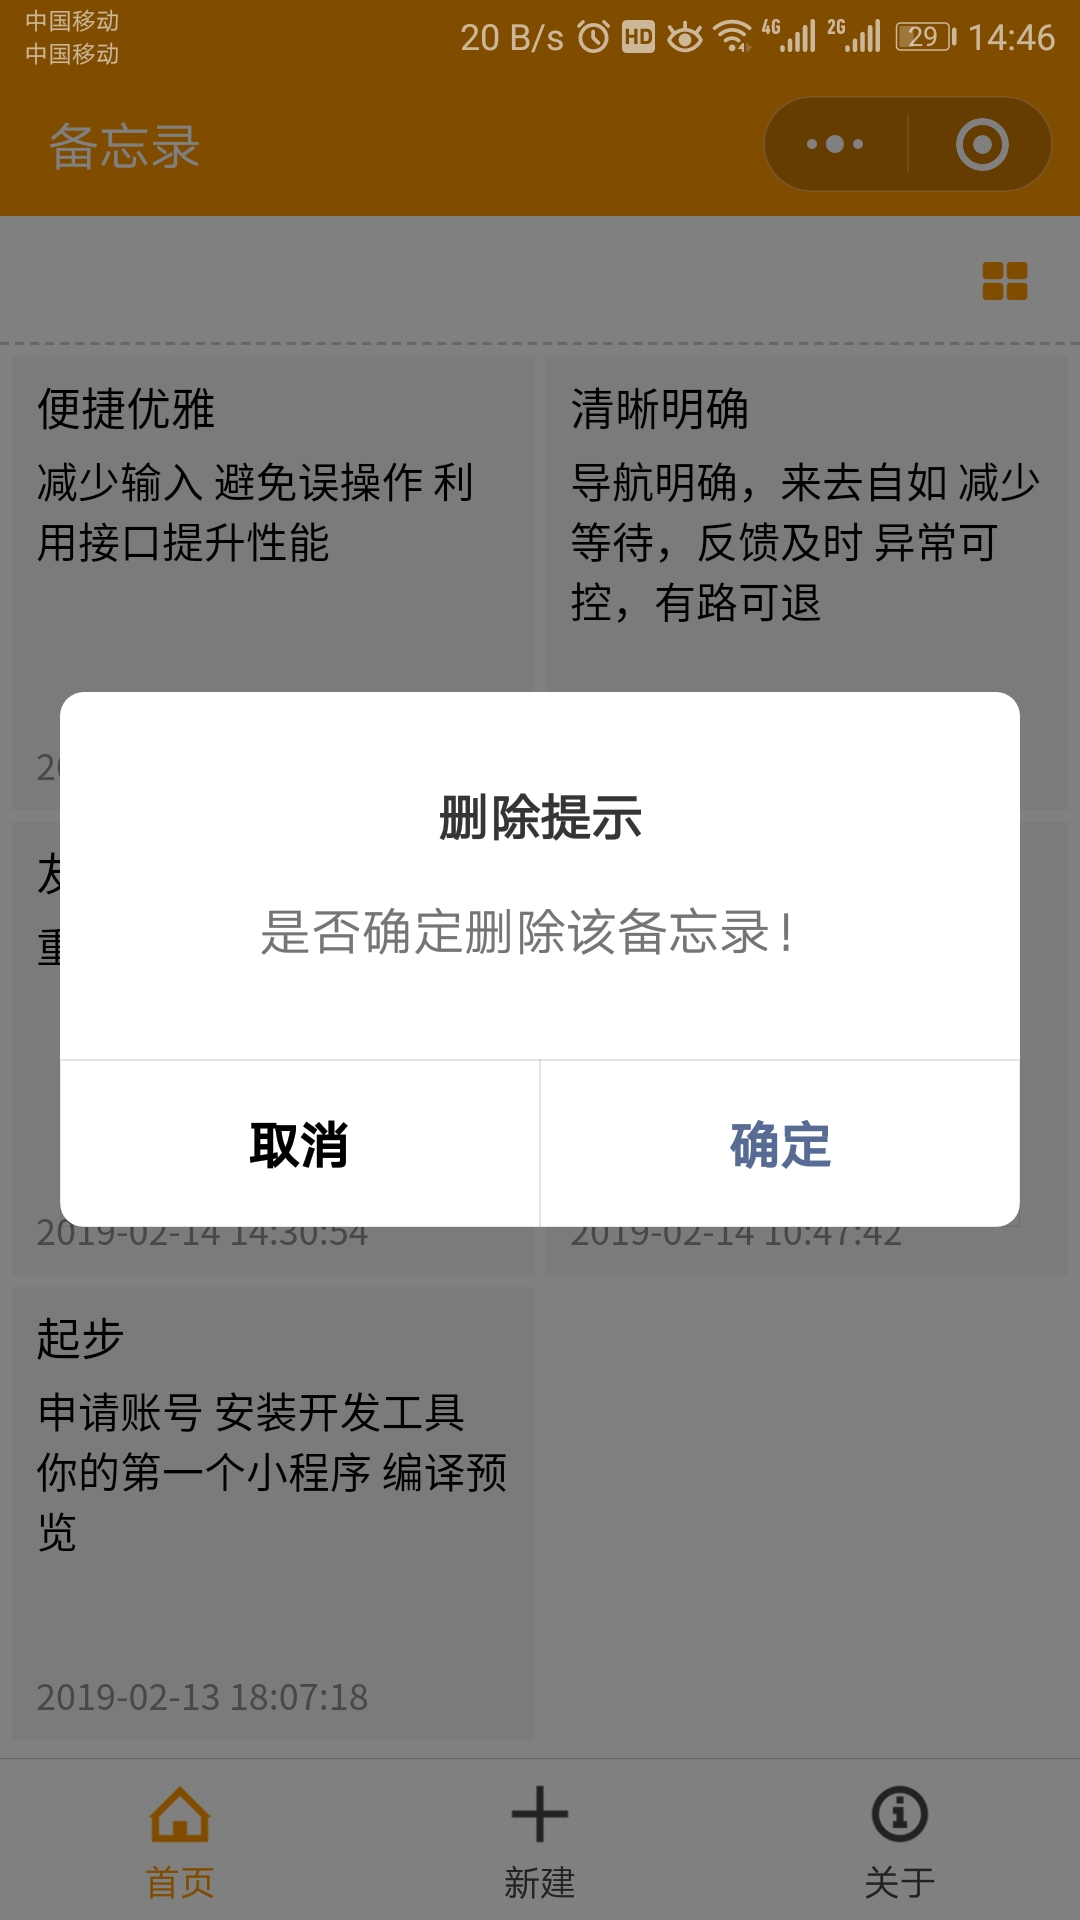 中国移动
中国移动
20 B/s HD 4G 2G 29 14:46
备忘录
便捷优雅
减少输入 避免误操作 利
用接口提升性能
清晰明确
导航明确，来去自如 减少
等待，反馈及时 异常可
控，有路可退
删除提示
是否确定删除该备忘录！
取消
确定
2019-02-14 14:30:54
2019-02-14 10:47:42
起步
申请账号 安装开发工具
你的第一个小程序 编译预
览
2019-02-13 18:07:18
首页
新建
关于